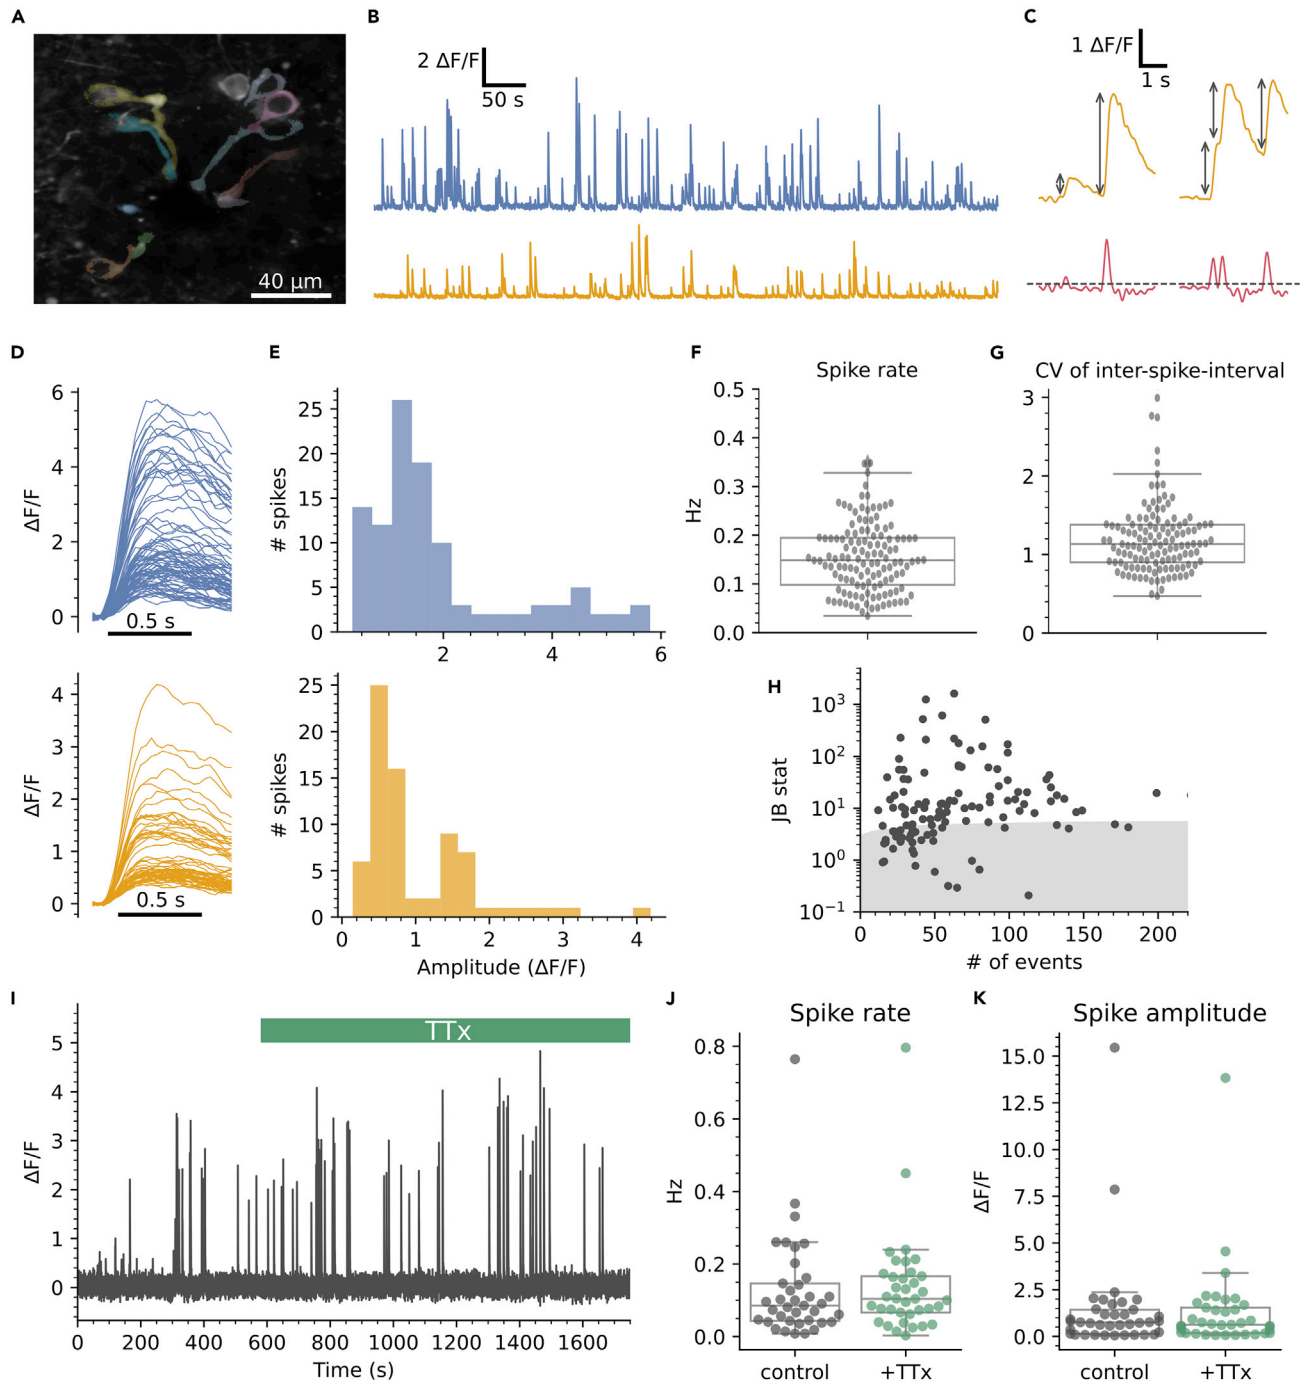 A
40 µm
B
2 ΔF/F
50 s
C
1 ΔF/F
1 s
D
6
4
2
0
ΔF/F
0.5 s
4
3
2
1
0
ΔF/F
0.5 s
E
25
20
15
10
5
0
# spikes
2 4 6
25
20
15
10
5
0
# spikes
0 1 2 3 4
Amplitude (ΔF/F)
F
Spike rate
0.5
0.4
0.3
0.2
0.1
0.0
Hz
G
CV of inter-spike-interval
3
2
1
0
H
10³
10²
10¹
10⁰
10⁻¹
JB stat
0 50 100 150 200
# of events
I
TTx
5
4
3
2
1
0
ΔF/F
0 200 400 600 800 1000 1200 1400 1600
Time (s)
J
Spike rate
0.8
0.6
0.4
0.2
0.0
Hz
control +TTx
K
Spike amplitude
15.0
12.5
10.0
7.5
5.0
2.5
0.0
ΔF/F
control +TTx